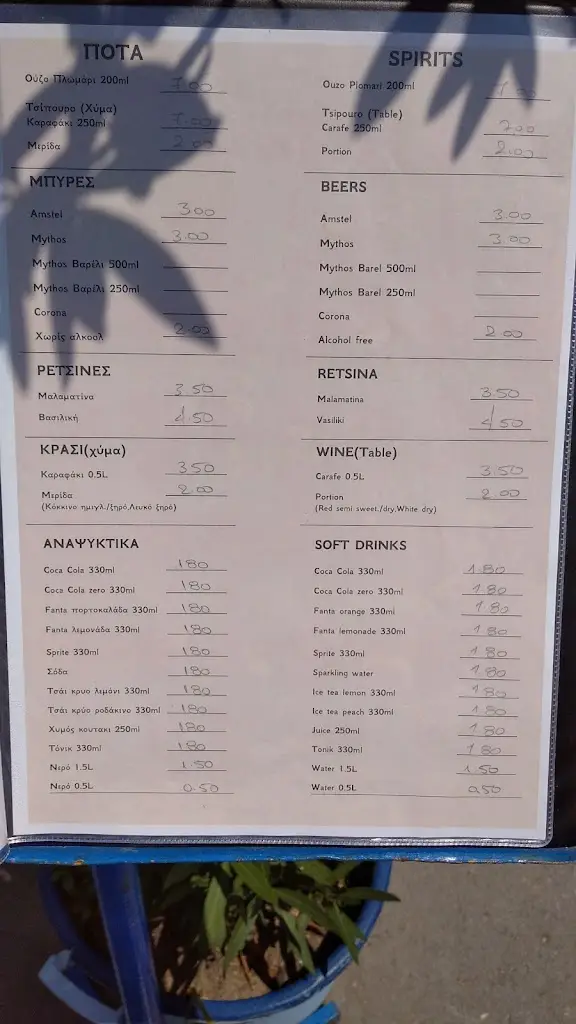 ΠΟΤΑ
Ούζο Πλωμάρι 200ml 7.00
Τσίπουρο (Χύμα)
Καραφάκι 250ml 7.00
Μερίδα 2.00
ΜΠΥΡΕΣ
Amstel 3.00
Mythos 3.00
Mythos Βαρέλι 500ml
Mythos Βαρέλι 250ml
Corona
Χωρίς αλκοολ 2.00
ΡΕΤΣΙΝΕΣ
Μαλαματίνα 3.50
Βασιλική 4.50
ΚΡΑΣΙ(χύμα)
Καραφάκι 0.5L 3.50
Μερίδα 2.00
(Κόκκινο ημιγλ./ξηρό,Λευκό ξηρό)
ΑΝΑΨΥΚΤΙΚΑ
Coca Cola 330ml 1.80
Coca Cola zero 330ml 1.80
Fanta πορτοκαλάδα 330ml 1.80
Fanta λεμονάδα 330ml 1.80
Sprite 330ml 1.80
Σόδα 1.80
Τσάι κρυο λιμόνι 330ml 1.80
Τσάι κρύο ροδάκινο 330ml 1.80
Χυμός κουτακι 250ml 1.80
Τόνικ 330ml 1.80
Νερό 1.5L 1.50
Νερό 0.5L 0.50
SPIRITS
Ouzo Plomari 200ml 7.00
Tsipouro (Table)
Carafe 250ml 7.00
Portion 2.00
BEERS
Amstel 3.00
Mythos 3.00
Mythos Barel 500ml
Mythos Barel 250ml
Corona
Alcohol free 2.00
RETSINA
Malamatina 3.50
Vasiliki 4.50
WINE(Table)
Carafe 0.5L 3.50
Portion 2.00
(Red semi sweet./dry,White dry)
SOFT DRINKS
Coca Cola 330ml 1.80
Coca Cola zero 330ml 1.80
Fanta orange 330ml 1.80
Fanta lemonade 330ml 1.80
Sprite 330ml 1.80
Sparkling water 1.80
Ice tea lemon 330ml 1.80
Ice tea peach 330ml 1.80
Juice 250ml 1.80
Tonik 330ml 1.80
Water 1.5L 1.50
Water 0.5L 0.50